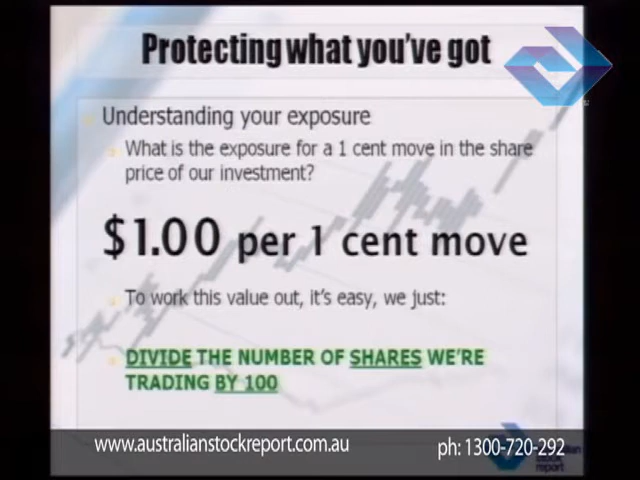 Protecting what you've got
Understanding your exposure
What is the exposure for a 1 cent move in the share
price of our investment?
$1.00 per 1 cent move
To work this value out, it's easy, we just:
DIVIDE THE NUMBER OF SHARES WE'RE
TRADING BY 100
www.australianstockreport.com.au
ph: 1300-720-292
report